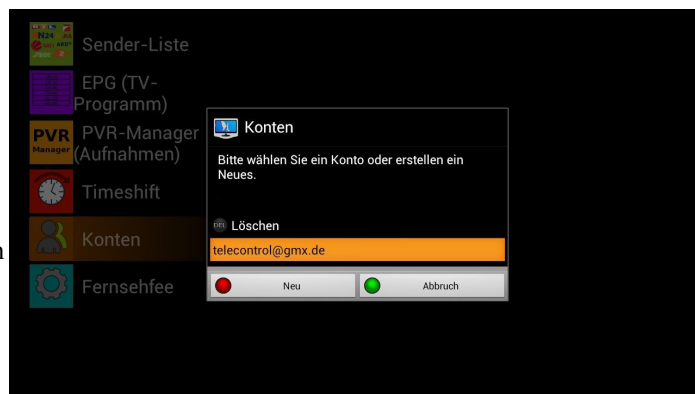 N24
Sender-Liste
EPG (TV-
Programm)
PVR
Manager
PVR-Manager
(Aufnahmen)
Timeshift
Konten
Fernsehfee
Konten
Bitte wählen Sie ein Konto oder erstellen ein
Neues.
DEL Löschen
telecontrol@gmx.de
Neu
Abbruch
n